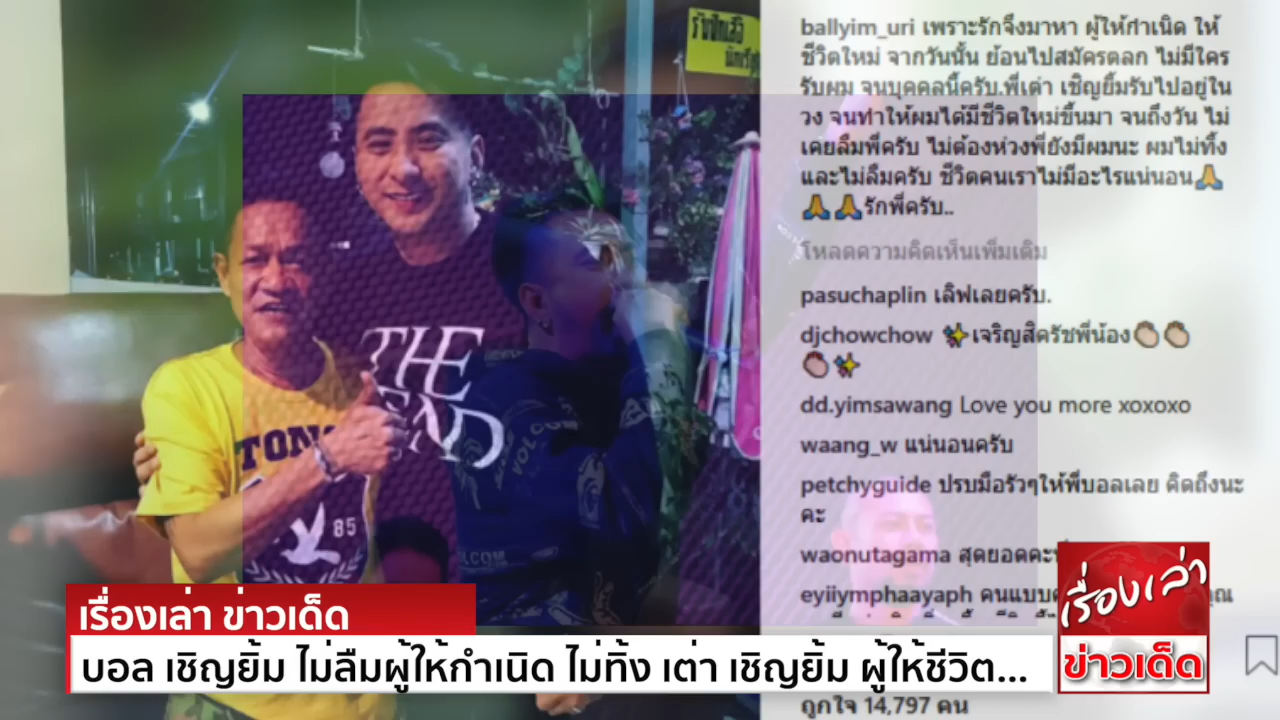 รับปิดเสิร์
ballyim_uri เพราะรักจึงมาหา ผู้ให้กำเนิด ให้
ชีวิตใหม่ จากวันนั้น ย้อนไปสมัครตลก ไม่มีใคร
รับผม จนบุคคลนี้ครับ.พี่เต่า เชิญยิ้มรับไปอยู่ใน
วง จนทำให้ผมได้มีชีวิตใหม่ขึ้นมา จนถึงวัน ไม่
เคยลืมพี่ครับ ไม่ต้องห่วงพี่ยังมีผมนะ ผมไม่ทิ้ง
และไม่ลืมครับ ชีวิตคนเราไม่มีอะไรแน่นอน🙏
🙏🙏รักพี่ครับ..
โหลดความคิดเห็นเพิ่มเติม
pasuchaplin เลิฟเลยครับ.
djchowchow ✨เจริญสิครัชพี่น้อง👏👏
👏✨
dd.yimsawang Love you more xoxoxo
waang_w แน่นอนครับ
petchyguide ปรบมือรัวๆให้พี่บอลเลย คิดถึงนะ
คะ
waonutagama สุดยอดคะ
eyiiymphaayaph คนแบบ
THE
END
TON
85
VOLCOM
เรื่องเล่า ข่าวเด็ด
บอล เชิญยิ้ม ไม่ลืมผู้ให้กำเนิด ไม่ทิ้ง เต่า เชิญยิ้ม ผู้ให้ชีวิต...
เรื่องเล่า
ข่าวเด็ด
ถูกใจ 14,797 คน